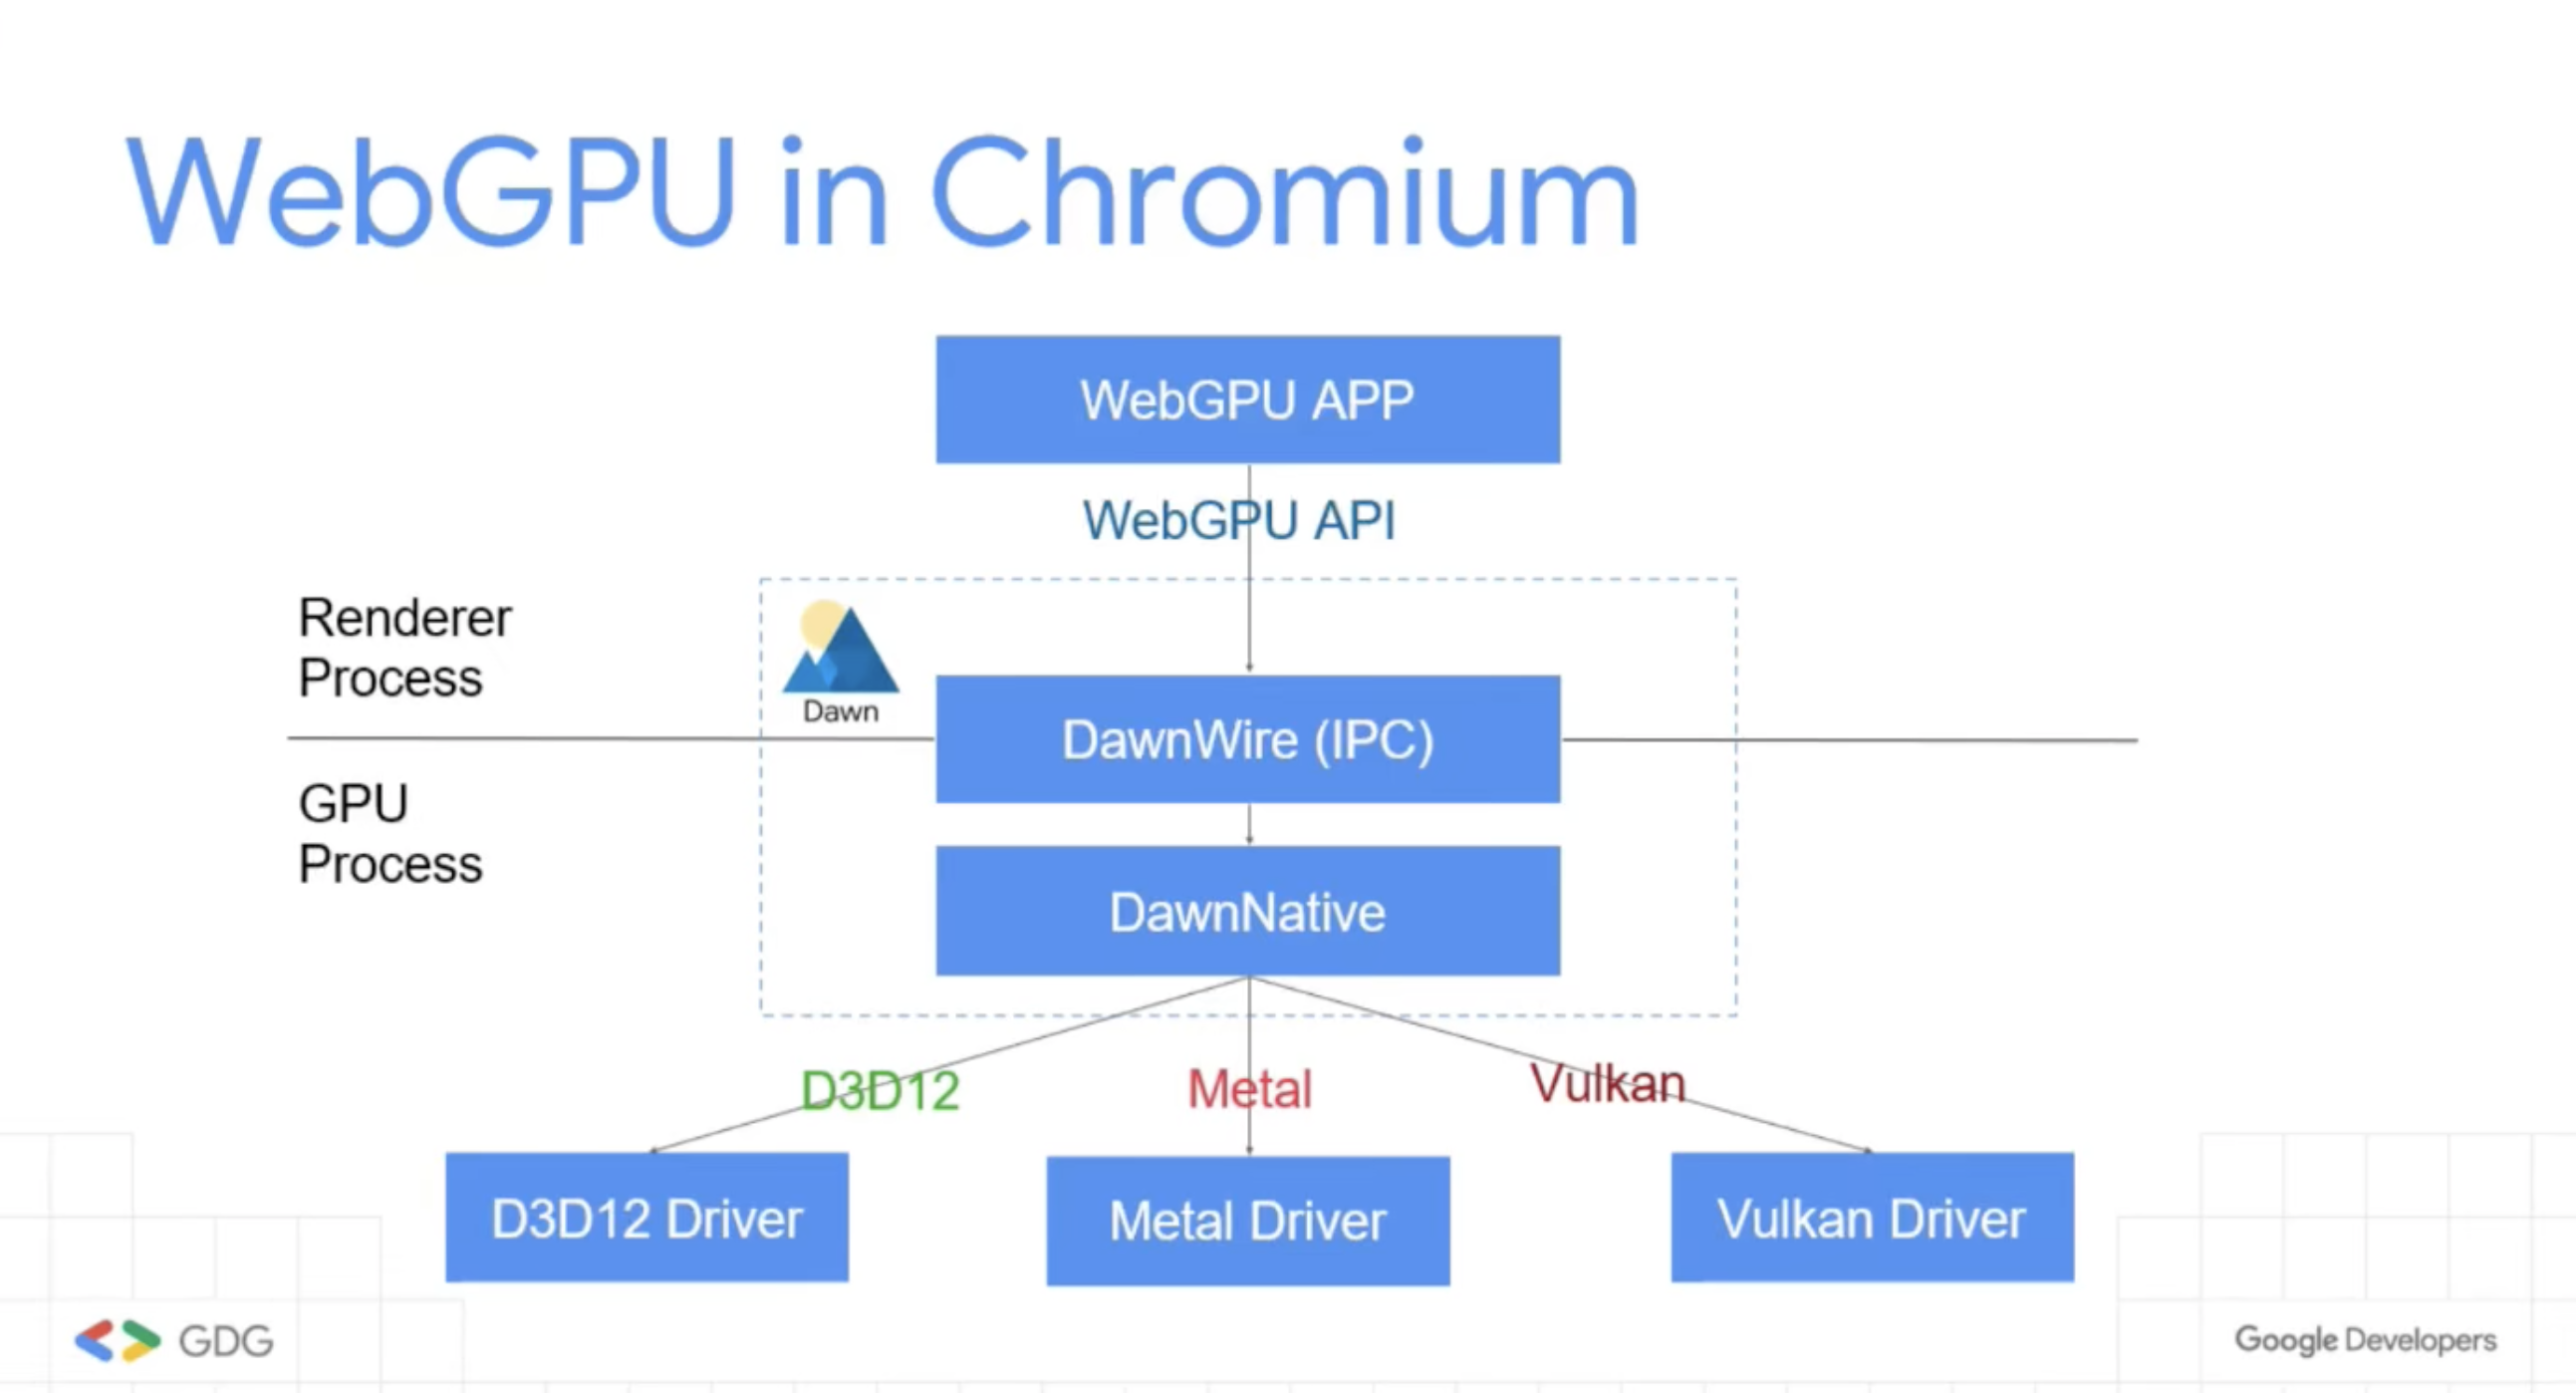 WebGPU in Chromium
WebGPU APP
WebGPU API
Renderer
Process
Dawn
DawnWire (IPC)
GPU
Process
DawnNative
D3D12
Metal
Vulkan
D3D12 Driver
Metal Driver
Vulkan Driver
GDG
Google Developers